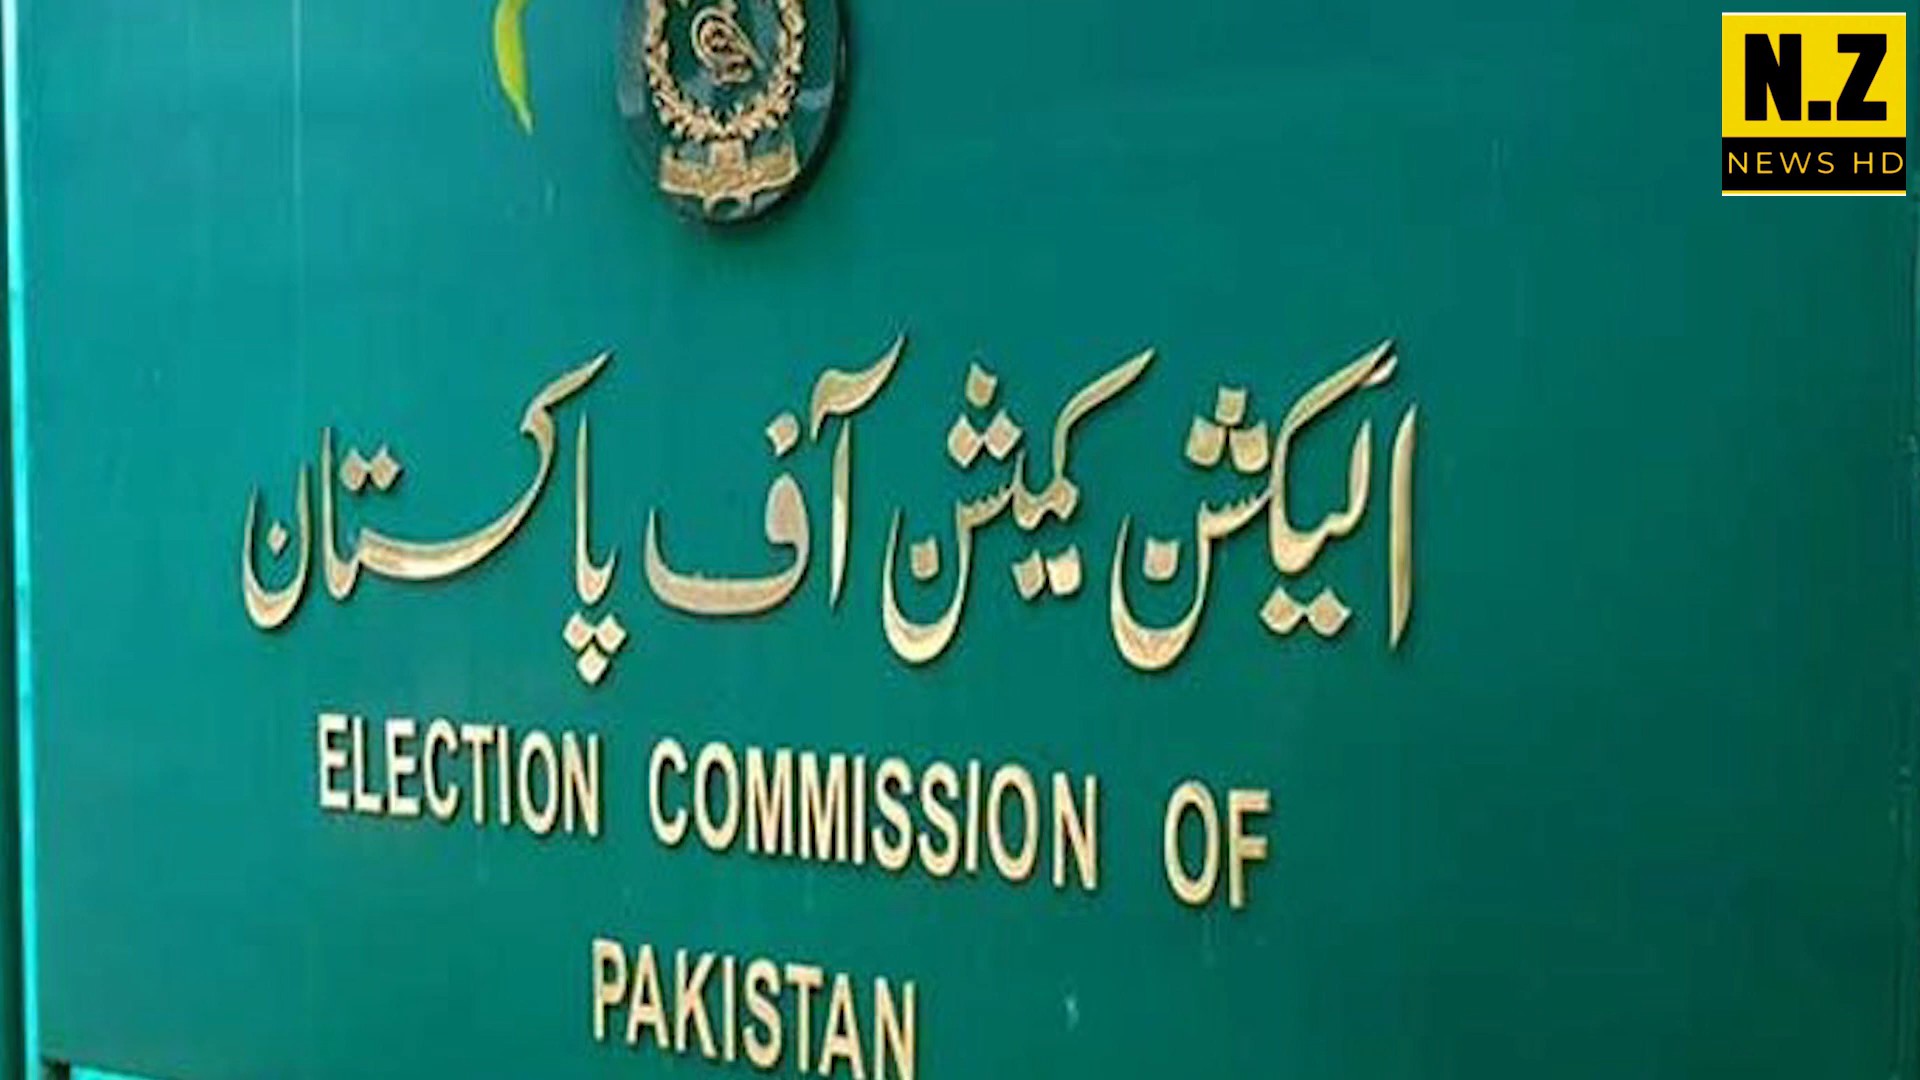 N.Z
NEWS HD
الیکشن کمیشن آف پاکستان
ELECTION COMMISSION OF
PAKISTAN